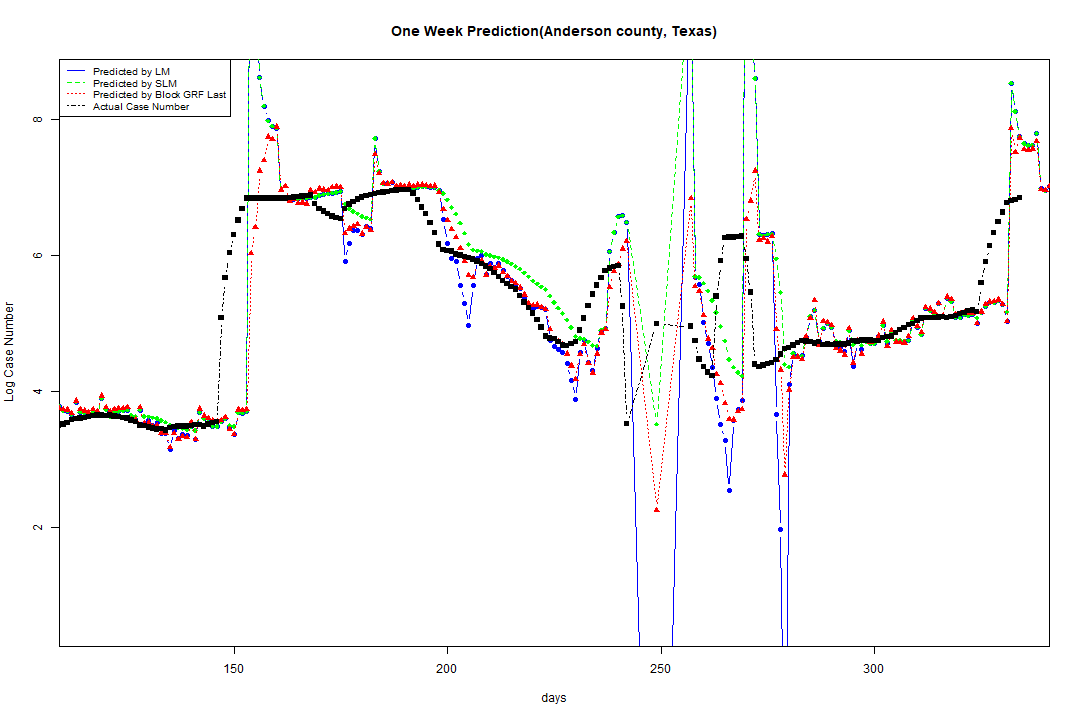 One Week Prediction(Anderson county, Texas)
Predicted by LM
Predicted by SLM
Predicted by Block GRF Last
Actual Case Number
8
6
4
2
Log Case Number
150 200 250 300
days